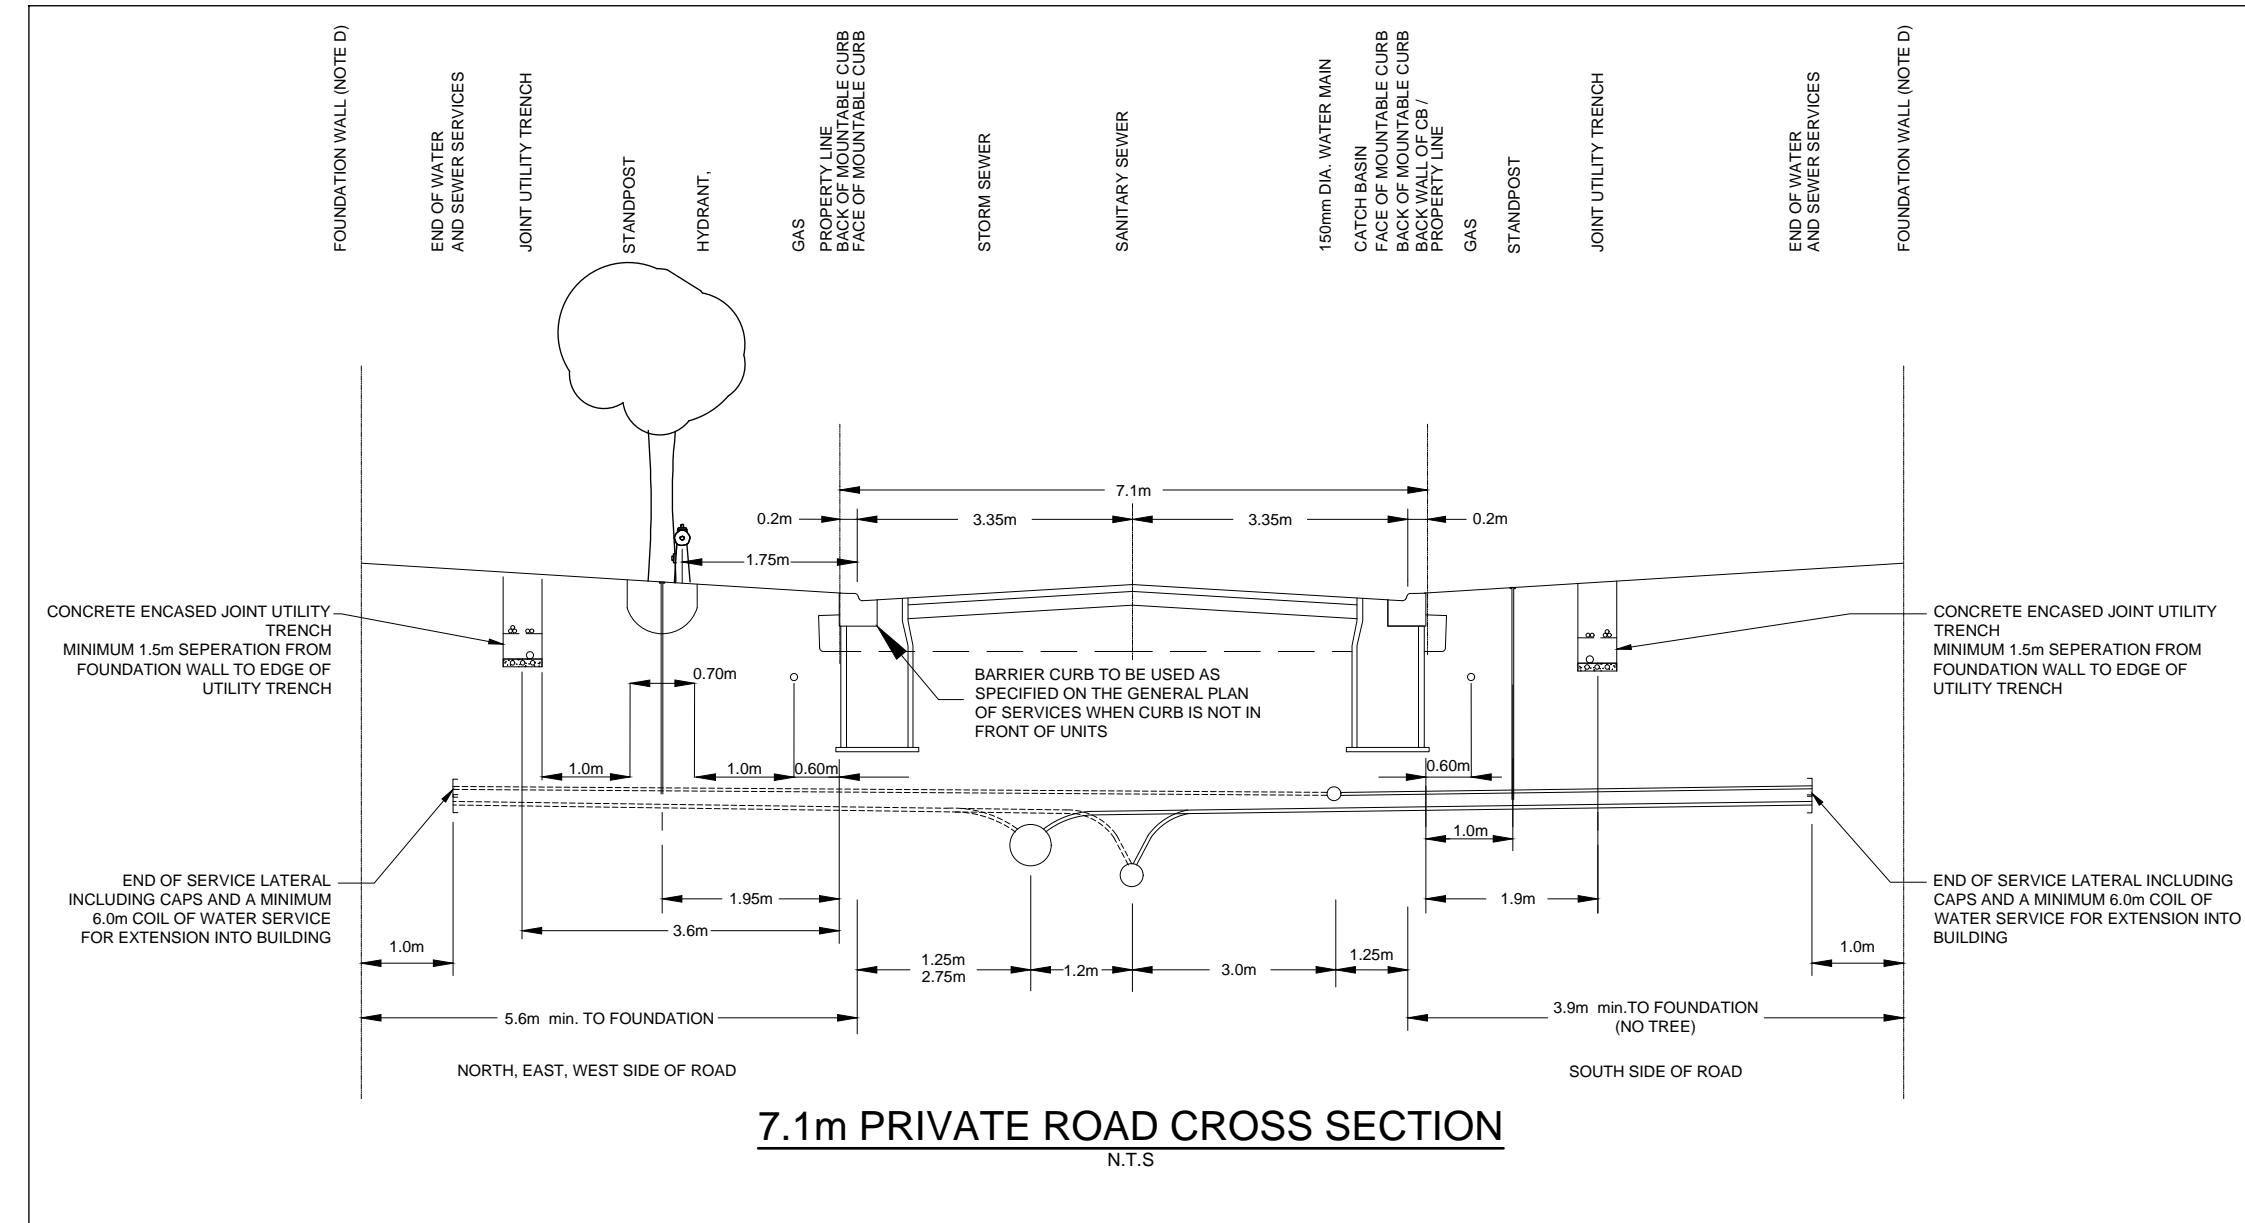 FOUNDATION WALL (NOTE D)
END OF WATER
AND SEWER SERVICES
JOINT UTILITY TRENCH
STANDPOST
HYDRANT,
GAS
PROPERTY LINE
BACK OF MOUNTABLE CURB
FACE OF MOUNTABLE CURB
STORM SEWER
SANITARY SEWER
150mm DIA. WATER MAIN
CATCH BASIN
FACE OF MOUNTABLE CURB
BACK OF MOUNTABLE CURB
BACK WALL OF CB /
PROPERTY LINE
GAS
STANDPOST
JOINT UTILITY TRENCH
END OF WATER
AND SEWER SERVICES
FOUNDATION WALL (NOTE D)
7.1m
0.2m
3.35m
3.35m
0.2m
1.75m
CONCRETE ENCASED JOINT UTILITY
TRENCH
MINIMUM 1.5m SEPERATION FROM
FOUNDATION WALL TO EDGE OF
UTILITY TRENCH
0.70m
BARRIER CURB TO BE USED AS
SPECIFIED ON THE GENERAL PLAN
OF SERVICES WHEN CURB IS NOT IN
FRONT OF UNITS
CONCRETE ENCASED JOINT UTILITY
TRENCH
MINIMUM 1.5m SEPERATION FROM
FOUNDATION WALL TO EDGE OF
UTILITY TRENCH
1.0m
1.0m
0.60m
0.60m
1.0m
END OF SERVICE LATERAL
INCLUDING CAPS AND A MINIMUM
6.0m COIL OF WATER SERVICE
FOR EXTENSION INTO BUILDING
1.95m
3.6m
1.0m
1.25m
2.75m
1.2m
3.0m
1.25m
1.9m
1.0m
END OF SERVICE LATERAL INCLUDING
CAPS AND A MINIMUM 6.0m COIL OF
WATER SERVICE FOR EXTENSION INTO
BUILDING
5.6m min. TO FOUNDATION
3.9m min.TO FOUNDATION
(NO TREE)
NORTH, EAST, WEST SIDE OF ROAD
SOUTH SIDE OF ROAD
7.1m PRIVATE ROAD CROSS SECTION
N.T.S